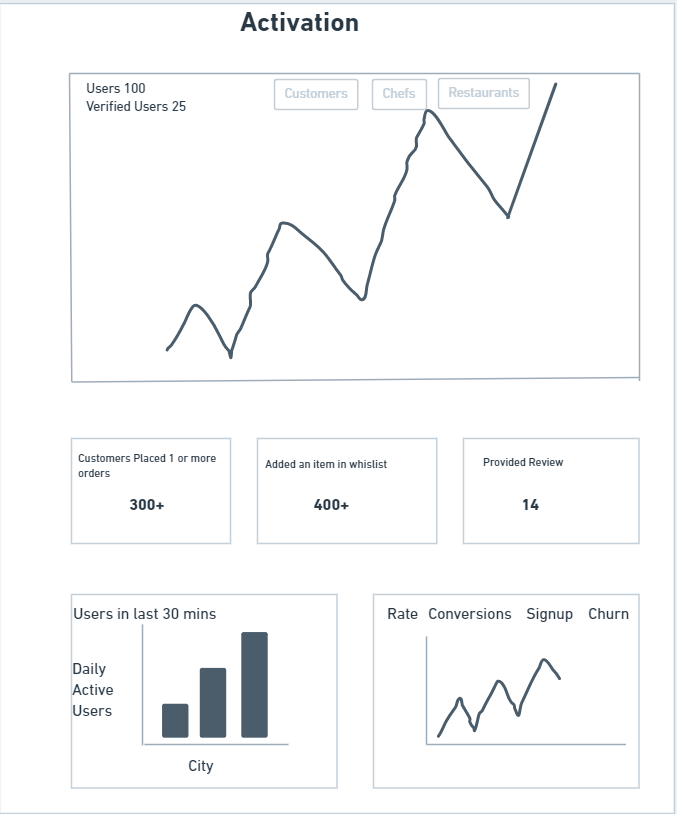 Activation
Users 100
Verified Users 25
Customers
Chefs
Restaurants
Customers Placed 1 or more
orders
300+
Added an item in whislist
400+
Provided Review
14
Users in last 30 mins
Daily
Active
Users
City
Rate Conversions Signup Churn